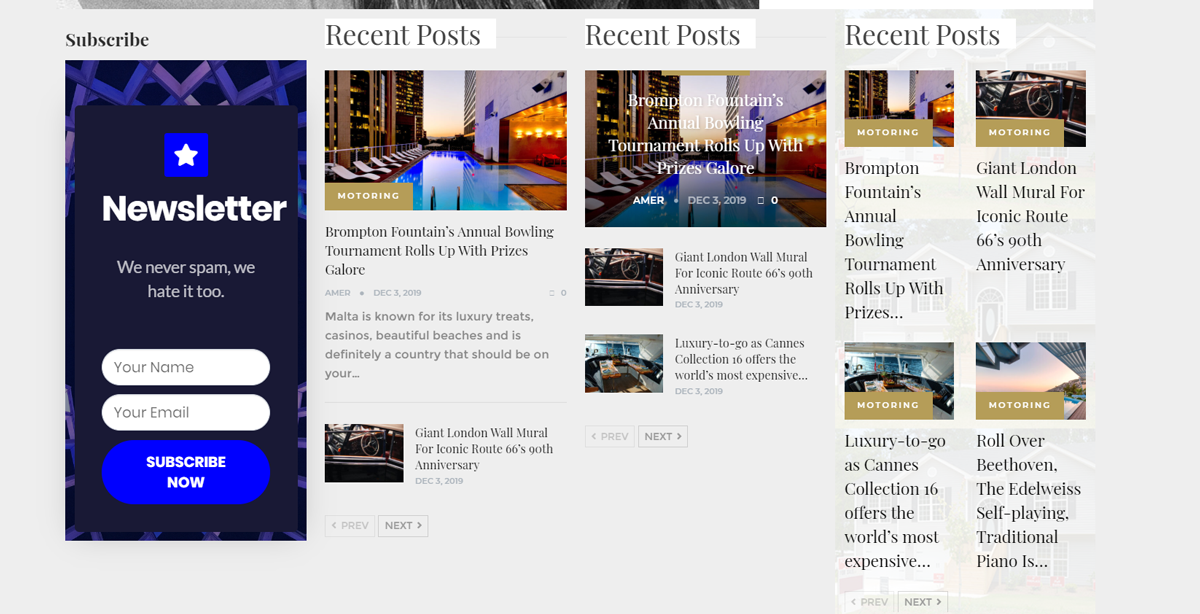 Subscribe
Newsletter
We never spam, we
hate it too.
Your Name
Your Email
SUBSCRIBE
NOW
Recent Posts
MOTORING
Brompton Fountain's Annual Bowling
Tournament Rolls Up With Prizes
Galore
AMER • DEC 3, 2019 0
Malta is known for its luxury treats,
casinos, beautiful beaches and is
definitely a country that should be on
your...
Giant London Wall Mural
For Iconic Route 66's 90th
Anniversary
DEC 3, 2019
PREV NEXT
Recent Posts
Brompton Fountain's
Annual Bowling
Tournament Rolls Up With
Prizes Galore
AMER • DEC 3, 2019 0
Giant London Wall Mural
For Iconic Route 66's 90th
Anniversary
DEC 3, 2019
Luxury-to-go as Cannes
Collection 16 offers the
world's most expensive...
DEC 3, 2019
PREV NEXT
Recent Posts
MOTORING
Brompton
Fountain's
Annual
Bowling
Tournament
Rolls Up With
Prizes...
MOTORING
Giant London
Wall Mural For
Iconic Route
66's 90th
Anniversary
MOTORING
Luxury-to-go
as Cannes
Collection 16
offers the
world's most
expensive...
MOTORING
Roll Over
Beethoven,
The Edelweiss
Self-playing,
Traditional
Piano Is...
PREV NEXT